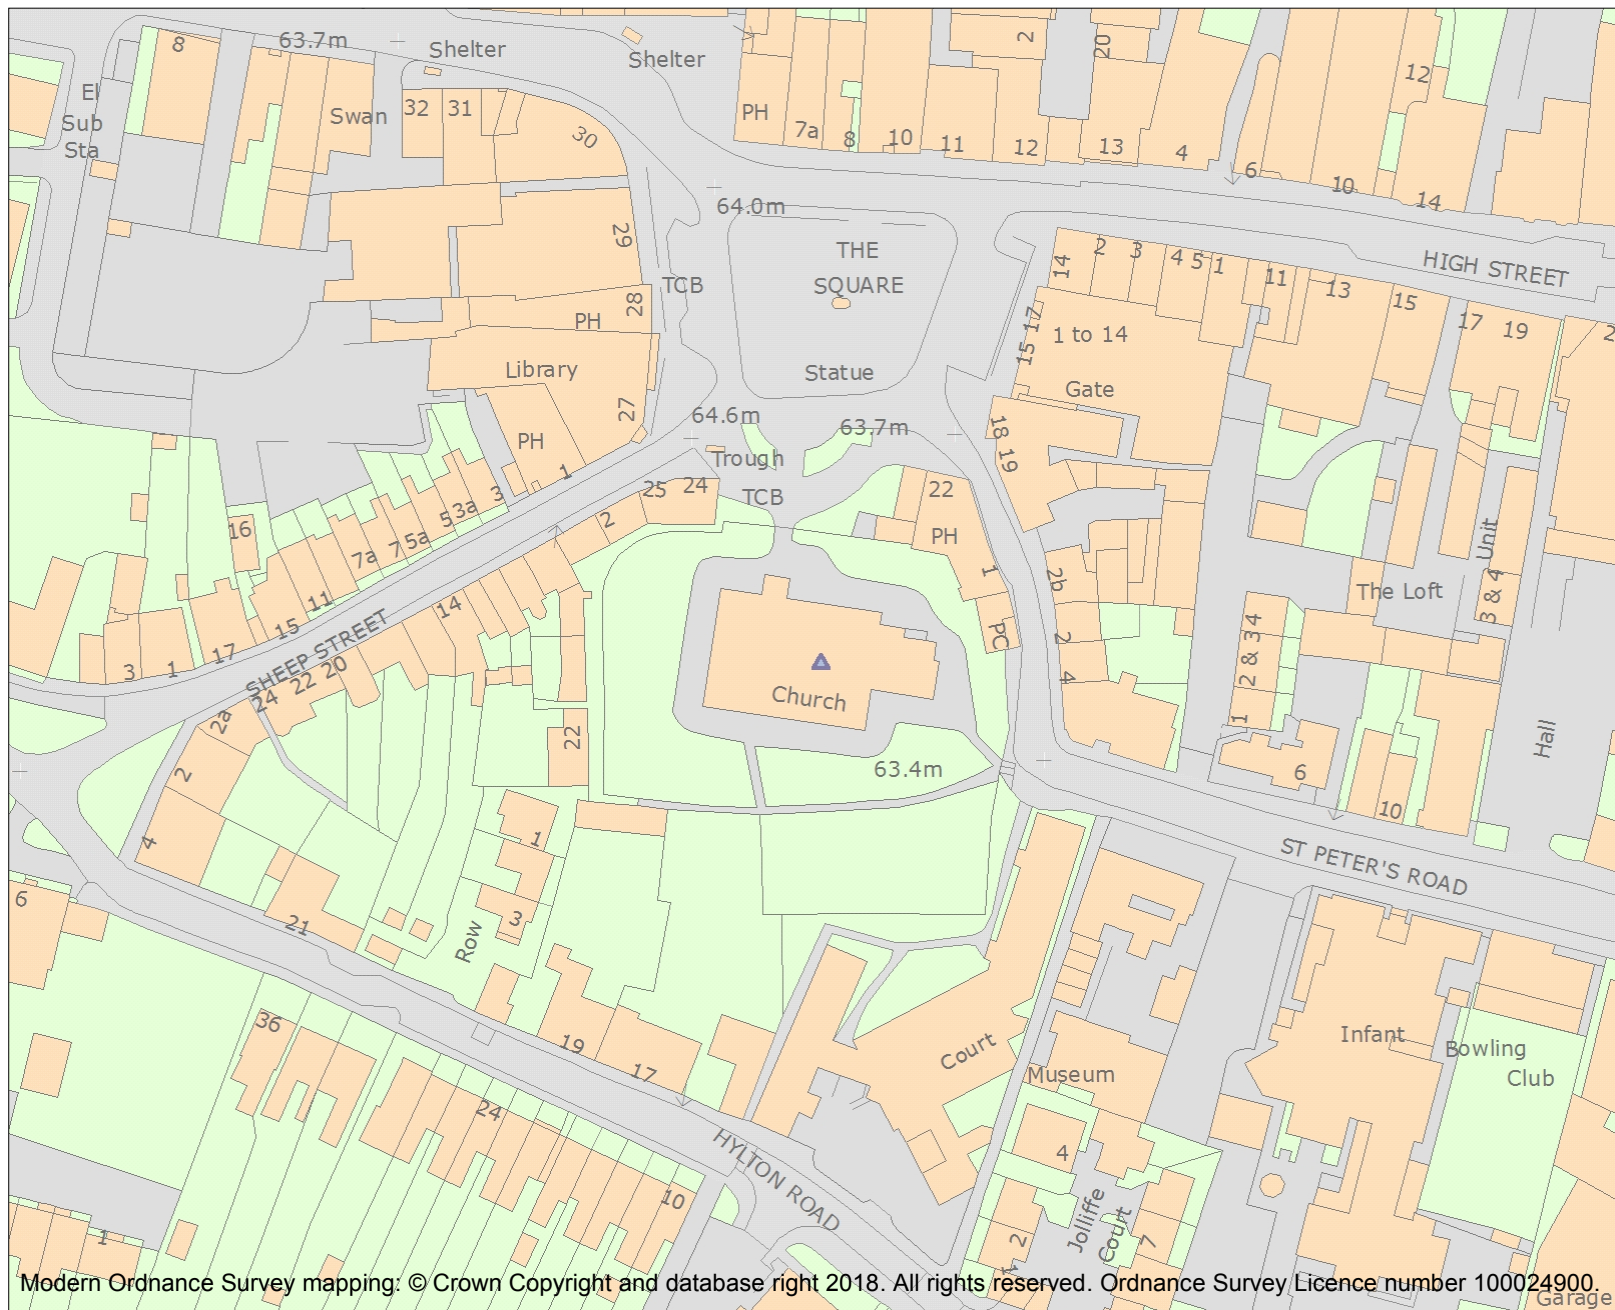 8
63.7m
Shelter
Shelter
2
20
12
El
Sub
Sta
Swan
32
31
30
PH
7a
8
10
11
12
13
4
6
10
14
64.0m
29
THE
SQUARE
TCB
28
PH
14
2
3
4
5
1
11
13
15
17
19
2
HIGH STREET
15 17
1 to 14
Gate
Library
Statue
27
64.6m
63.7m
18 19
PH
1
Trough
TCB
25
24
22
PH
3
3a
5
5a
7
7a
16
2
11
15
17
14
1
3
SHEEP STREET
20
22
24
2a
2
4
1
PC
2b
2
4
Unit
3 & 4
The Loft
2 & 3 4
1
Church
22
63.4m
6
10
Hall
ST PETER'S ROAD
1
3
Row
6
21
36
19
17
24
10
1
HYLTON ROAD
Court
Museum
4
2
Jolliffe
Court
7
Infant
Bowling
Club
Garage
Modern Ordnance Survey mapping: © Crown Copyright and database right 2018. All rights reserved. Ordnance Survey Licence number 100024900.